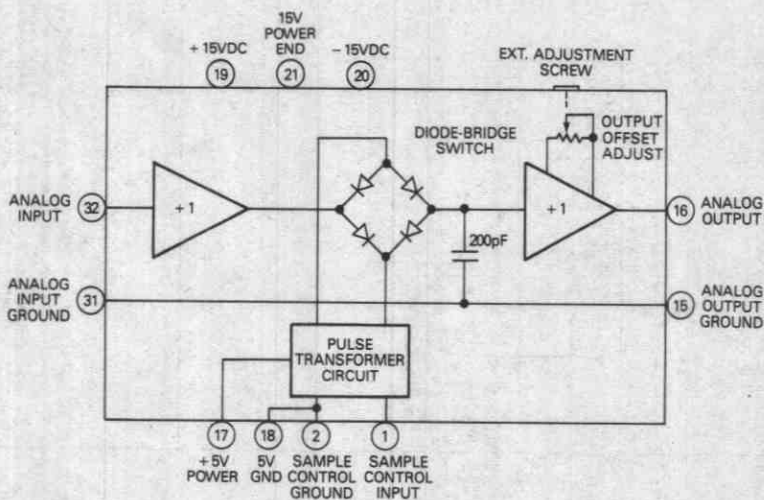 15V
POWER
END
+ 15VDC
- 15VDC
19
21
20
EXT. ADJUSTMENT
SCREW
DIODE-BRIDGE
SWITCH
OUTPUT
OFFSET
ADJUST
ANALOG
INPUT
32
+ 1
+ 1
16
ANALOG
OUTPUT
200pF
ANALOG
INPUT
GROUND
31
15
ANALOG
OUTPUT
GROUND
PULSE
TRANSFORMER
CIRCUIT
17
18
2
1
+ 5V
POWER
5V
GND
SAMPLE
CONTROL
GROUND
SAMPLE
CONTROL
INPUT